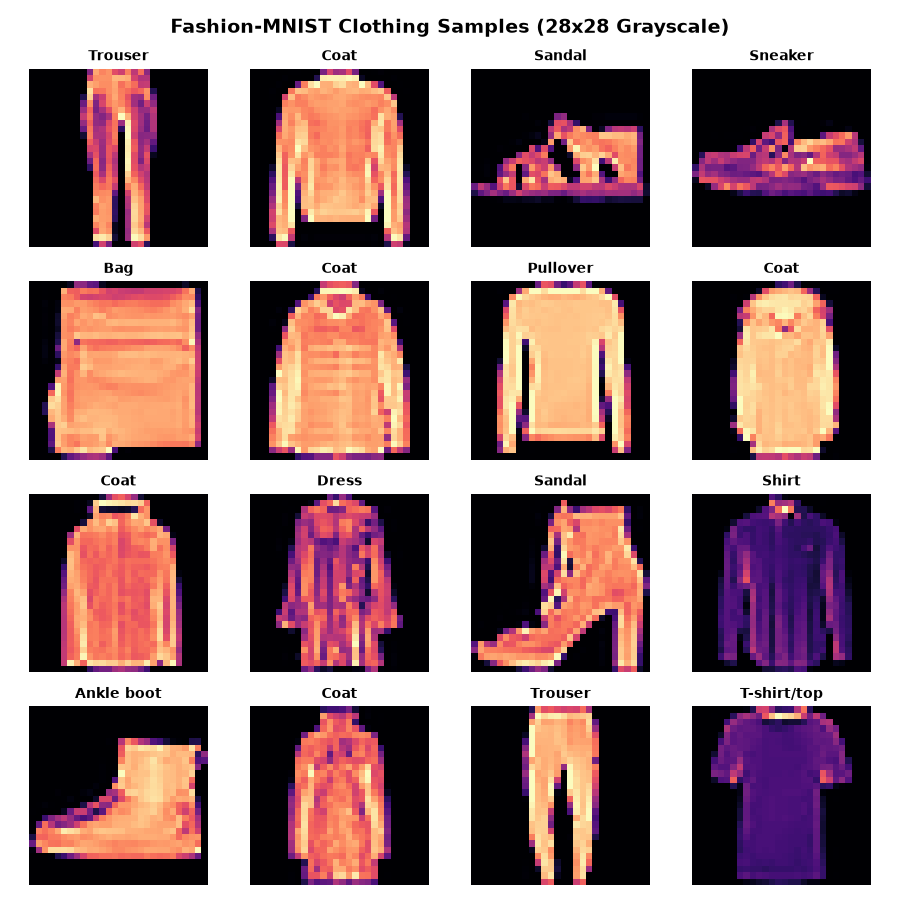 Fashion-MNIST Clothing Samples (28x28 Grayscale)
Trouser Coat Sandal Sneaker
Bag Coat Pullover Coat
Coat Dress Sandal Shirt
Ankle boot Coat Trouser T-shirt/top